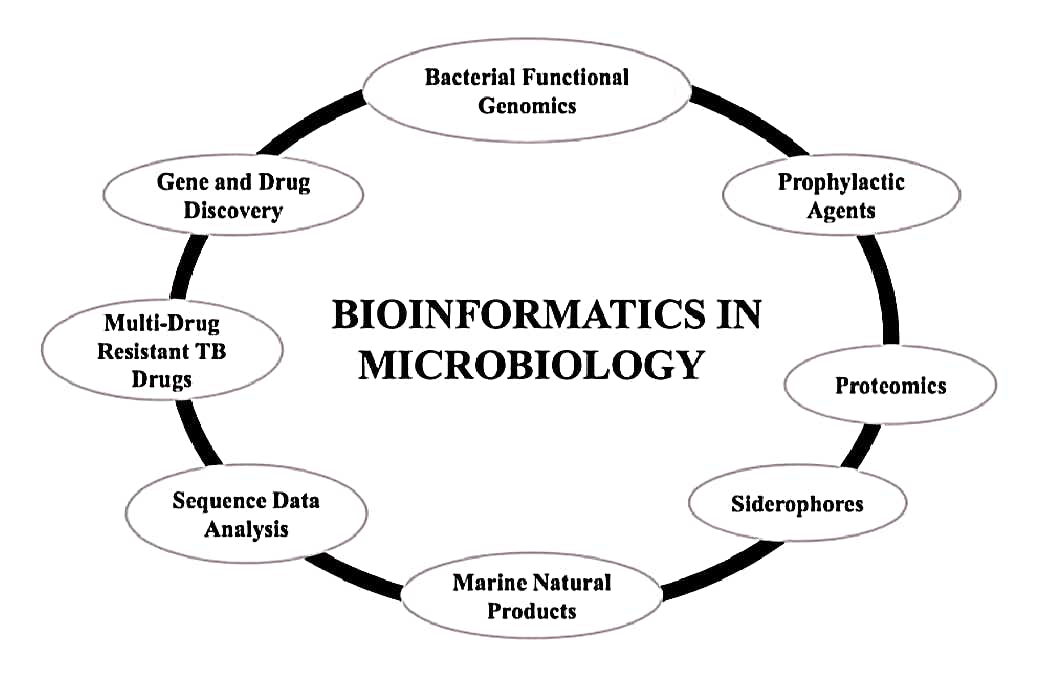 Bacterial Functional
Genomics
Gene and Drug
Discovery
Prophylactic
Agents
BIOINFORMATICS IN
MICROBIOLOGY
Multi-Drug
Resistant TB
Drugs
Proteomics
Sequence Data
Analysis
Siderophores
Marine Natural
Products